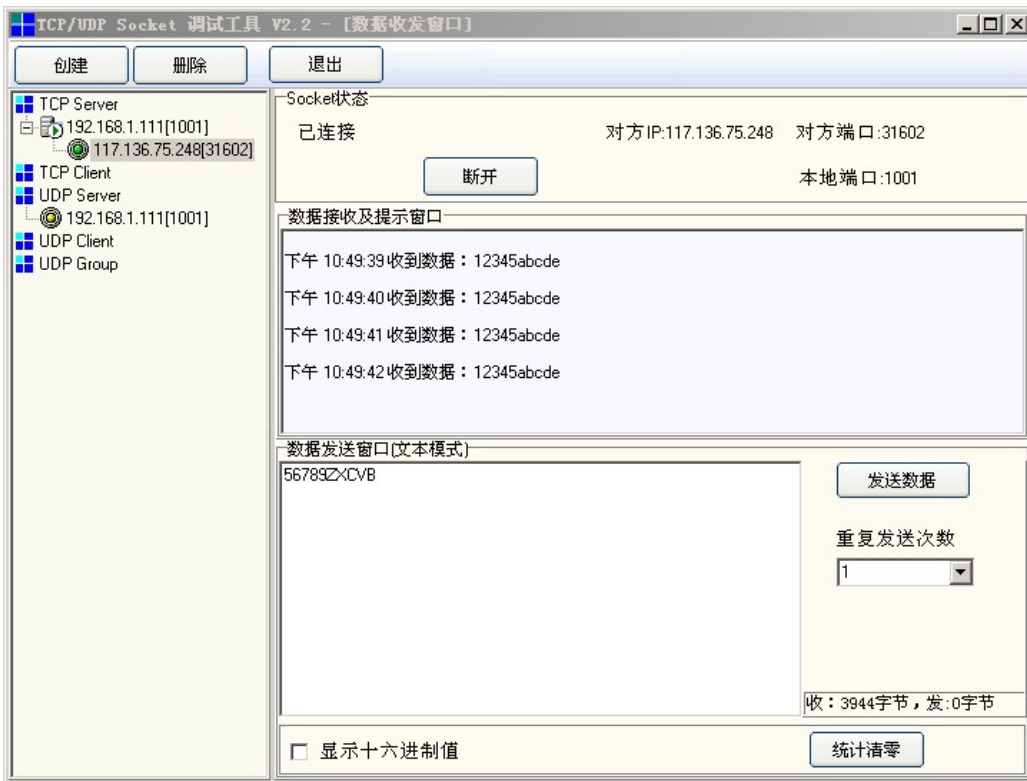 TCP/UDP Socket 调试工具 V2.2 - [数据收发窗口]
创建 删除 退出
TCP Server
192.168.1.111[1001]
117.136.75.248[31602]
TCP Client
UDP Server
192.168.1.111[1001]
UDP Client
UDP Group
Socket状态
已连接 对方IP:117.136.75.248 对方端口:31602
断开 本地端口:1001
数据接收及提示窗口
下午 10:49:39收到数据：12345abcde
下午 10:49:40收到数据：12345abcde
下午 10:49:41收到数据：12345abcde
下午 10:49:42收到数据：12345abcde
数据发送窗口(文本模式)
56789ZXCVB
发送数据
重复发送次数
1
收：3944字节，发:0字节
显示十六进制值 统计清零